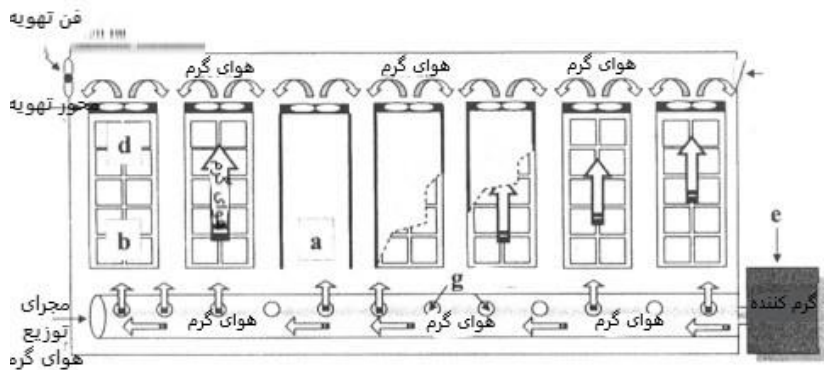 فن تهویه
هوای گرم
هوای گرم
هوای گرم
محور تهویه
d
b
a
g
e
گرم کننده
مجرای
توزیع
هوای گرم
هوای گرم
هوای گرم
هوای گرم